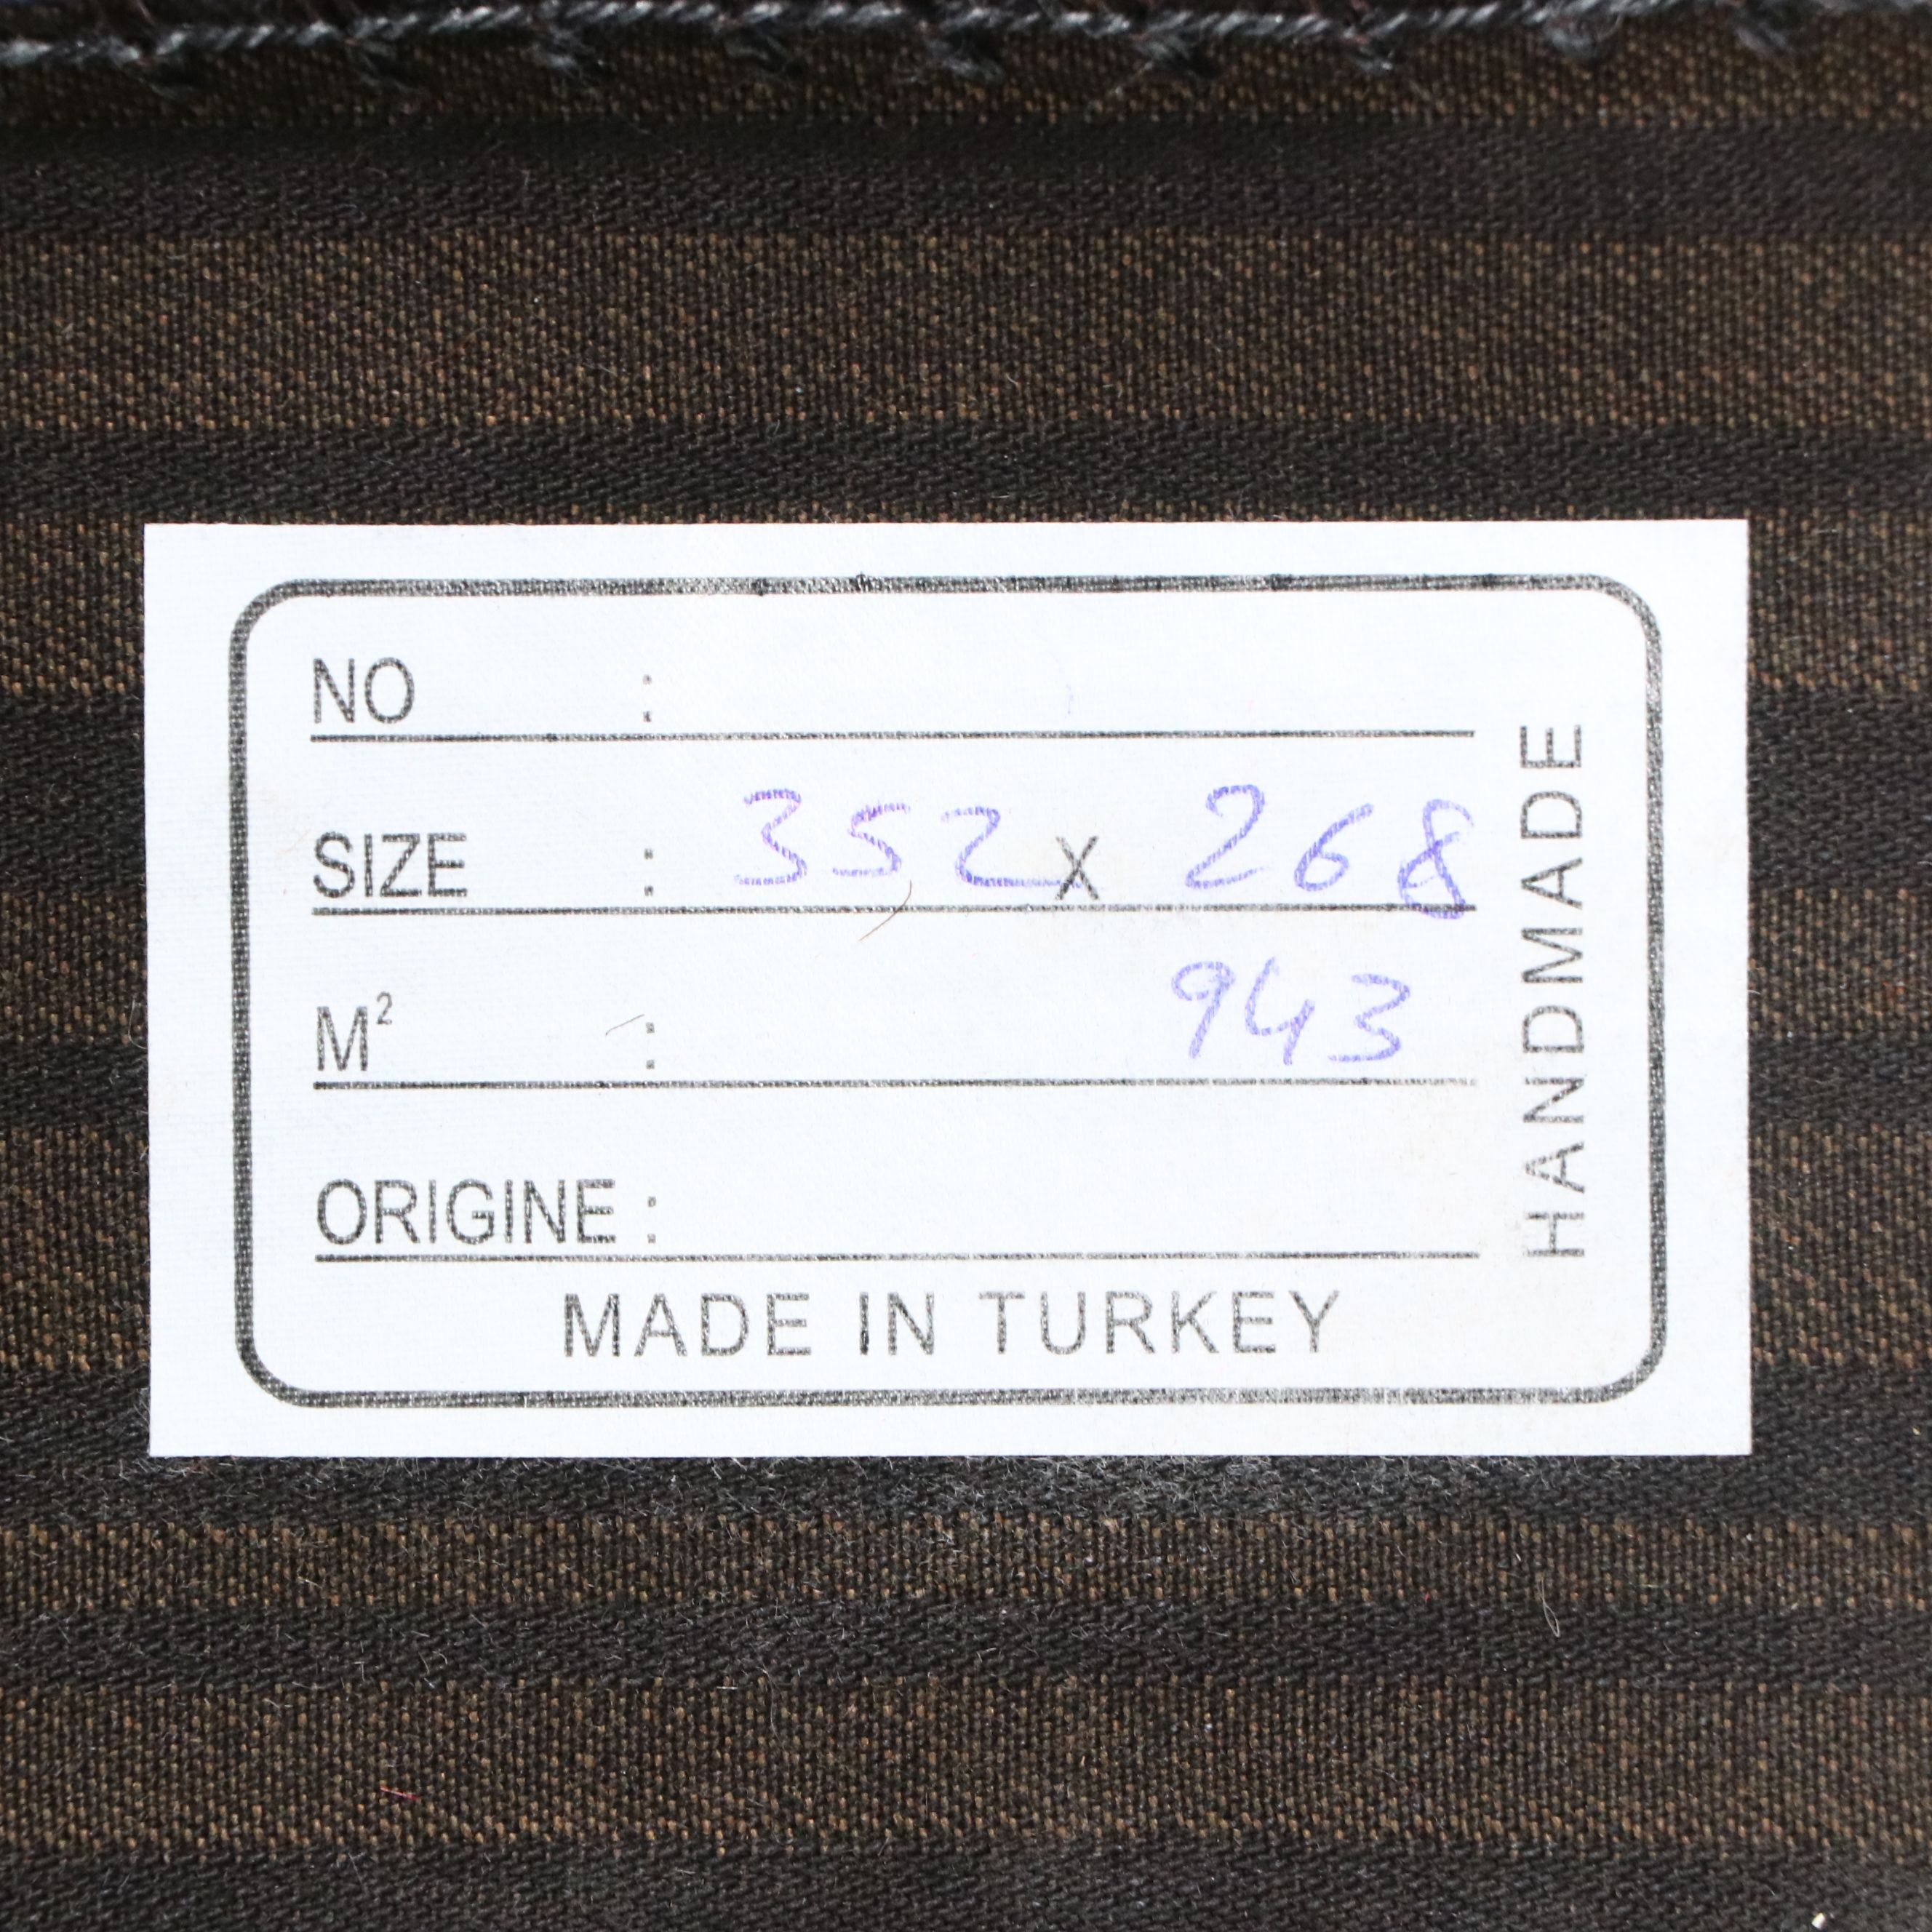 NO :
SIZE : 352 x 268
M² : 943
ORIGINE :
MADE IN TURKEY
HANDMADE